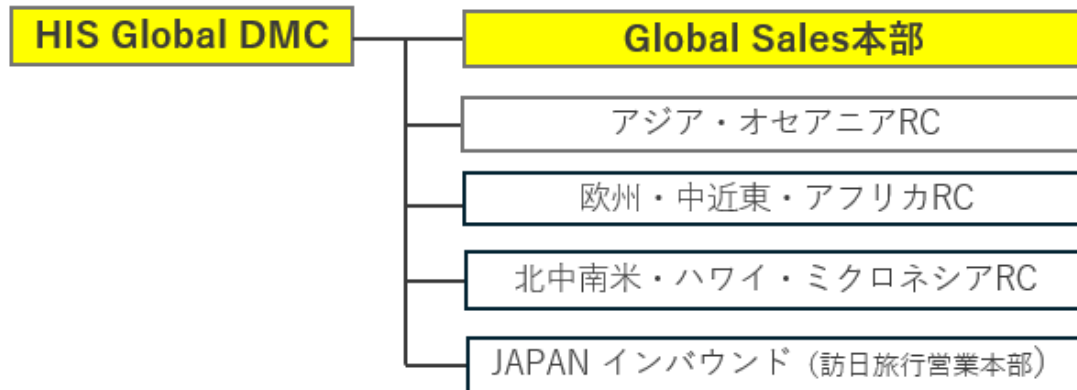 HIS Global DMC
Global Sales本部
アジア・オセアニアRC
欧州・中近東・アフリカRC
北中南米・ハワイ・ミクロネシアRC
JAPAN インバウンド（訪日旅行営業本部）